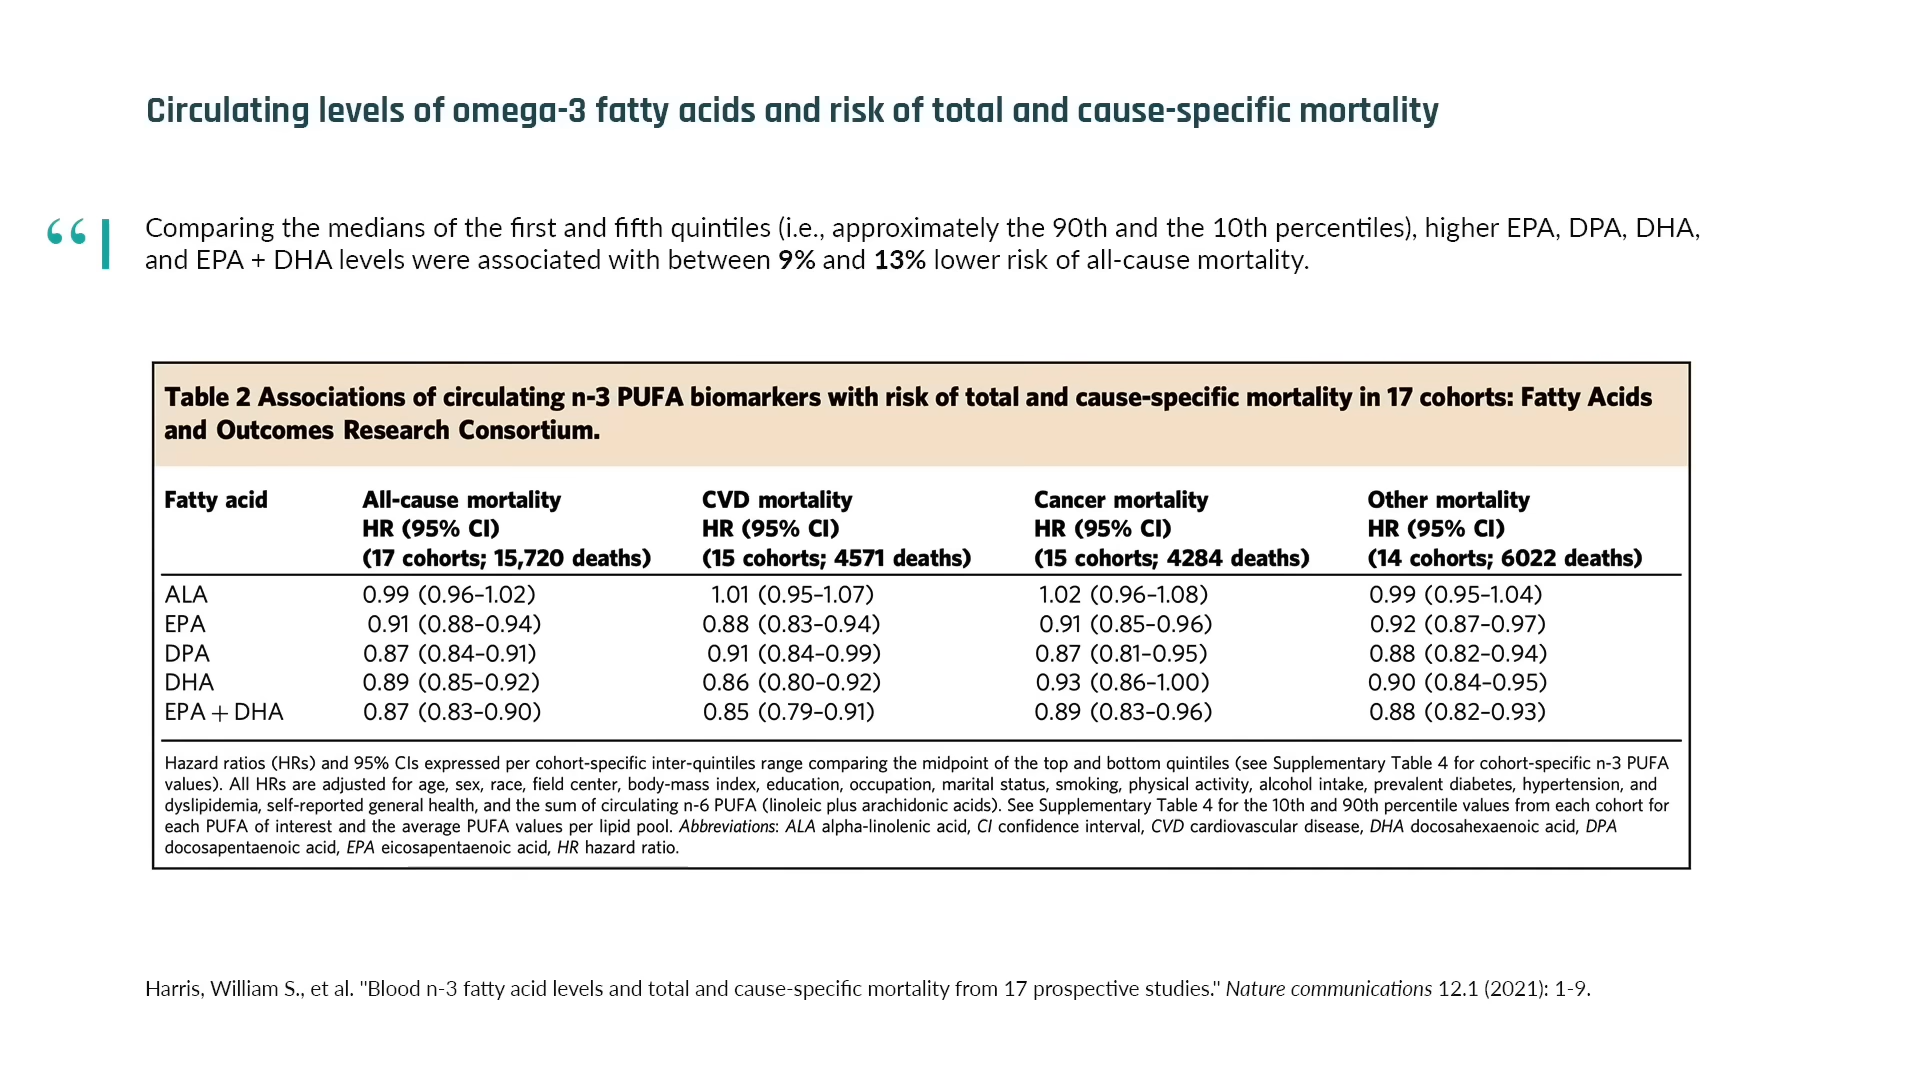 Circulating levels of omega-3 fatty acids and risk of total and cause-specific mortality
“
Comparing the medians of the first and fifth quintiles (i.e., approximately the 90th and the 10th percentiles), higher EPA, DPA, DHA,
and EPA + DHA levels were associated with between 9% and 13% lower risk of all-cause mortality.
Table 2 Associations of circulating n-3 PUFA biomarkers with risk of total and cause-specific mortality in 17 cohorts: Fatty Acids
and Outcomes Research Consortium.
Fatty acid All-cause mortality CVD mortality Cancer mortality Other mortality
HR (95% CI) HR (95% CI) HR (95% CI) HR (95% CI)
(17 cohorts; 15,720 deaths) (15 cohorts; 4571 deaths) (15 cohorts; 4284 deaths) (14 cohorts; 6022 deaths)
ALA 0.99 (0.96–1.02) 1.01 (0.95–1.07) 1.02 (0.96–1.08) 0.99 (0.95–1.04)
EPA 0.91 (0.88–0.94) 0.88 (0.83–0.94) 0.91 (0.85–0.96) 0.92 (0.87–0.97)
DPA 0.87 (0.84–0.91) 0.91 (0.84–0.99) 0.87 (0.81–0.95) 0.88 (0.82–0.94)
DHA 0.89 (0.85–0.92) 0.86 (0.80–0.92) 0.93 (0.86–1.00) 0.90 (0.84–0.95)
EPA + DHA 0.87 (0.83–0.90) 0.85 (0.79–0.91) 0.89 (0.83–0.96) 0.88 (0.82–0.93)
Hazard ratios (HRs) and 95% CIs expressed per cohort-specific inter-quintiles range comparing the midpoint of the top and bottom quintiles (see Supplementary Table 4 for cohort-specific n-3 PUFA
values). All HRs are adjusted for age, sex, race, field center, body-mass index, education, occupation, marital status, smoking, physical activity, alcohol intake, prevalent diabetes, hypertension, and
dyslipidemia, self-reported general health, and the sum of circulating n-6 PUFA (linoleic plus arachidonic acids). See Supplementary Table 4 for the 10th and 90th percentile values from each cohort for
each PUFA of interest and the average PUFA values per lipid pool. Abbreviations: ALA alpha-linolenic acid, CI confidence interval, CVD cardiovascular disease, DHA docosahexaenoic acid, DPA
docosapentaenoic acid, EPA eicosapentaenoic acid, HR hazard ratio.
Harris, William S., et al. "Blood n-3 fatty acid levels and total and cause-specific mortality from 17 prospective studies." Nature communications 12.1 (2021): 1-9.